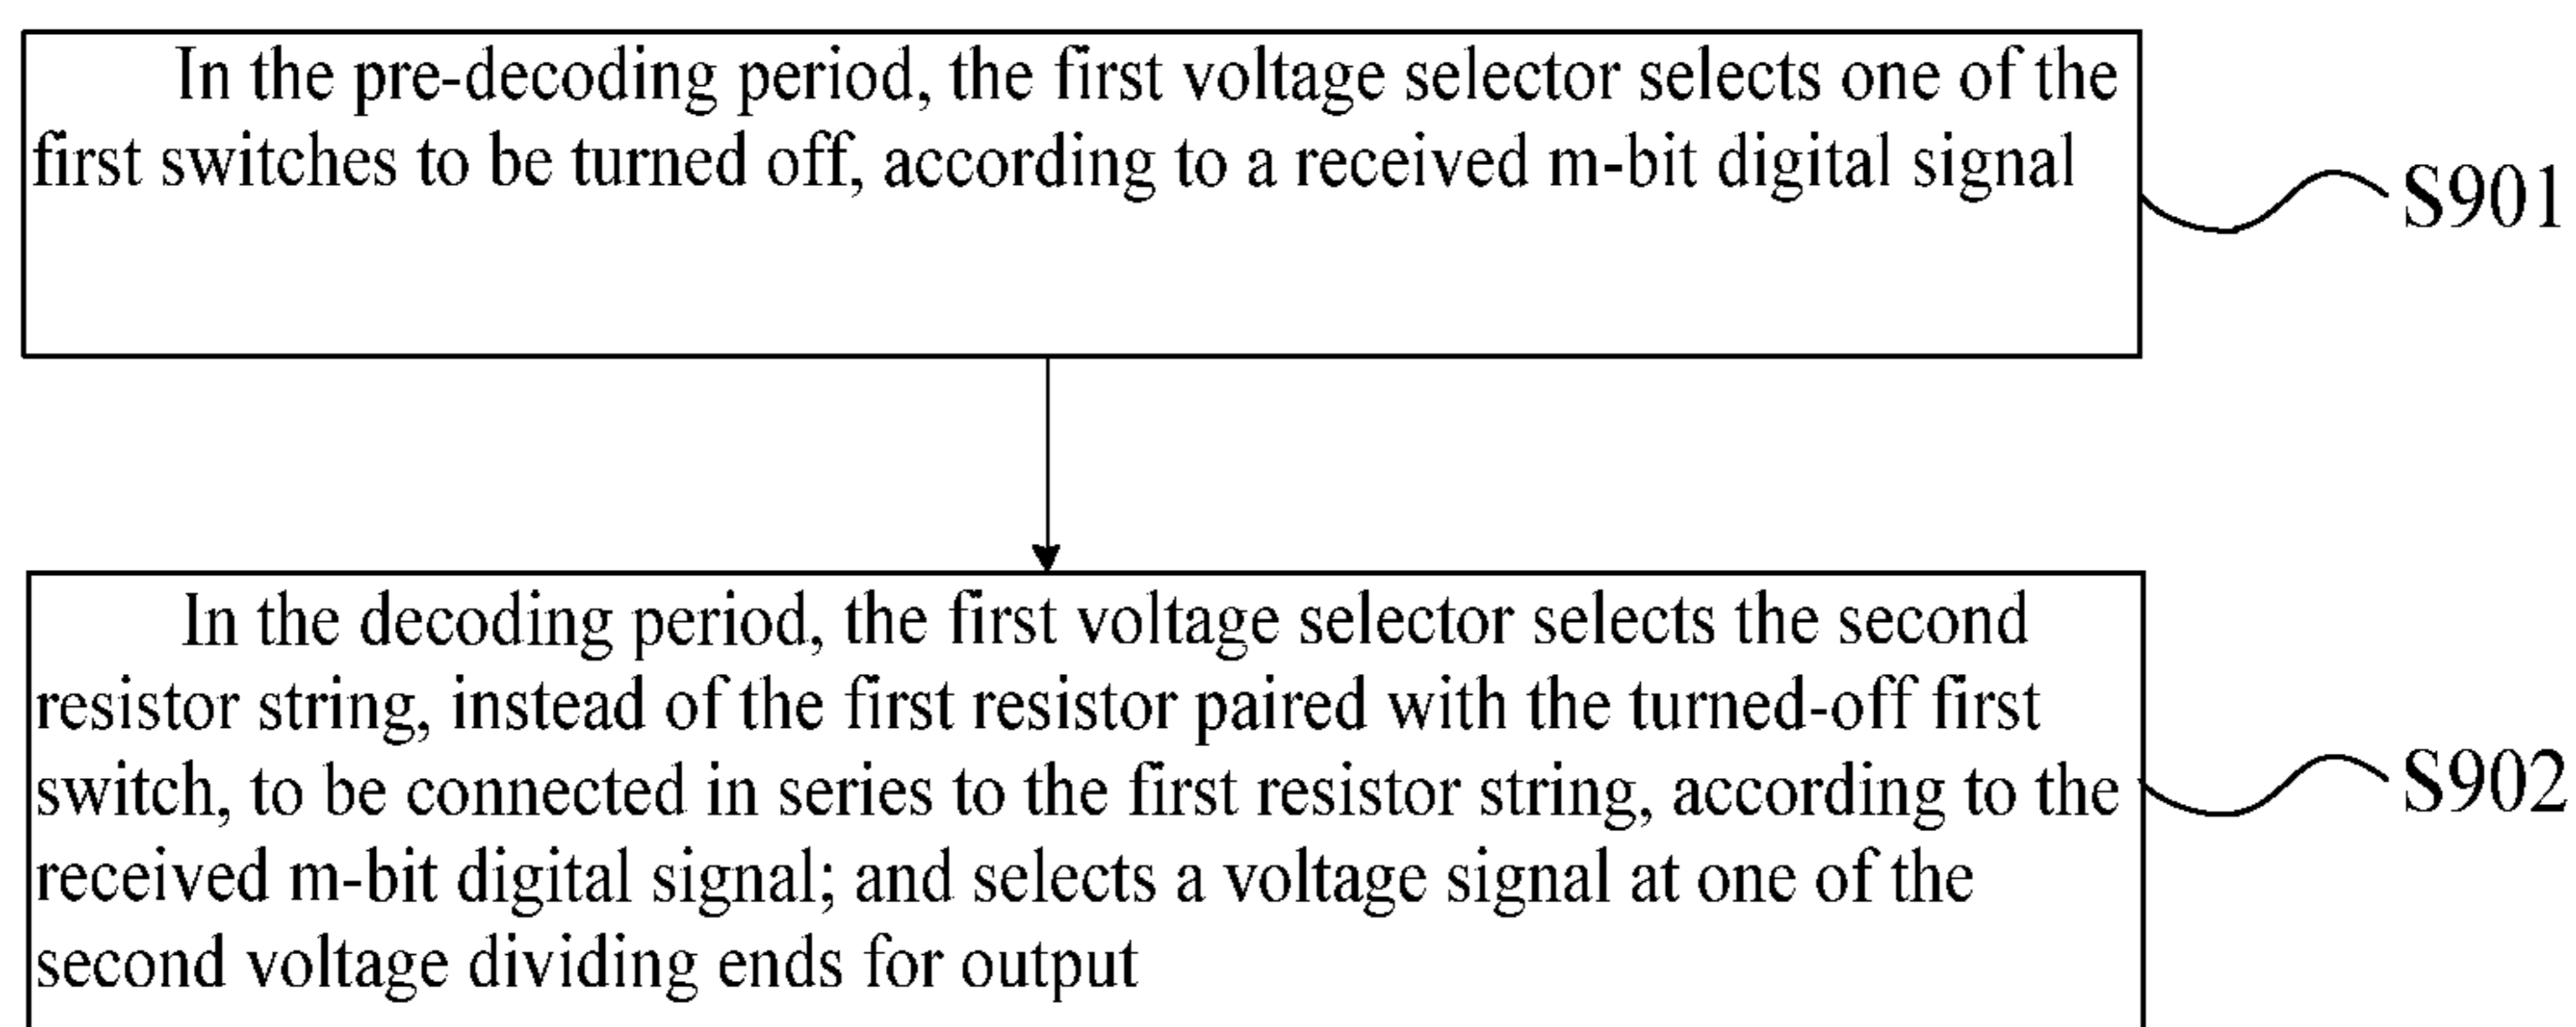 In the pre-decoding period, the first voltage selector selects one of the
first switches to be turned off, according to a received m-bit digital signal
S901
In the decoding period, the first voltage selector selects the second
resistor string, instead of the first resistor paired with the turned-off first
switch, to be connected in series to the first resistor string, according to the
received m-bit digital signal; and selects a voltage signal at one of the
second voltage dividing ends for output
S902